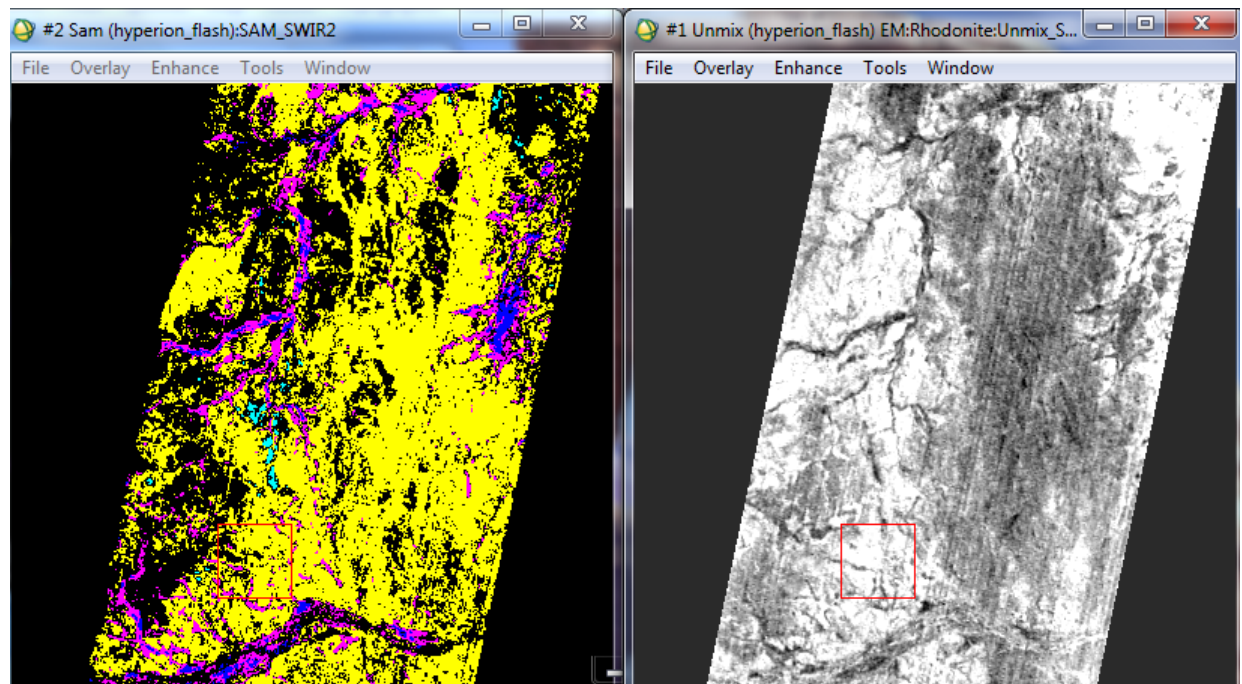 #2 Sam (hyperion_flash):SAM_SWIR2
File Overlay Enhance Tools Window
#1 Unmix (hyperion_flash) EM:Rhodonite:Unmix_S...
File Overlay Enhance Tools Window